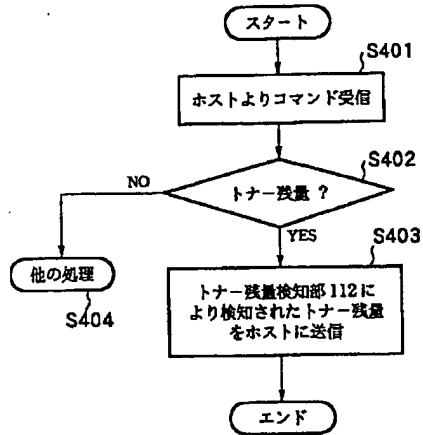 スタート
S401
ホストよりコマンド受信
S402
トナー残量 ?
NO
YES
S403
他の処理
S404
トナー残量検知部112に
より検知されたトナー残量
をホストに送信
エンド